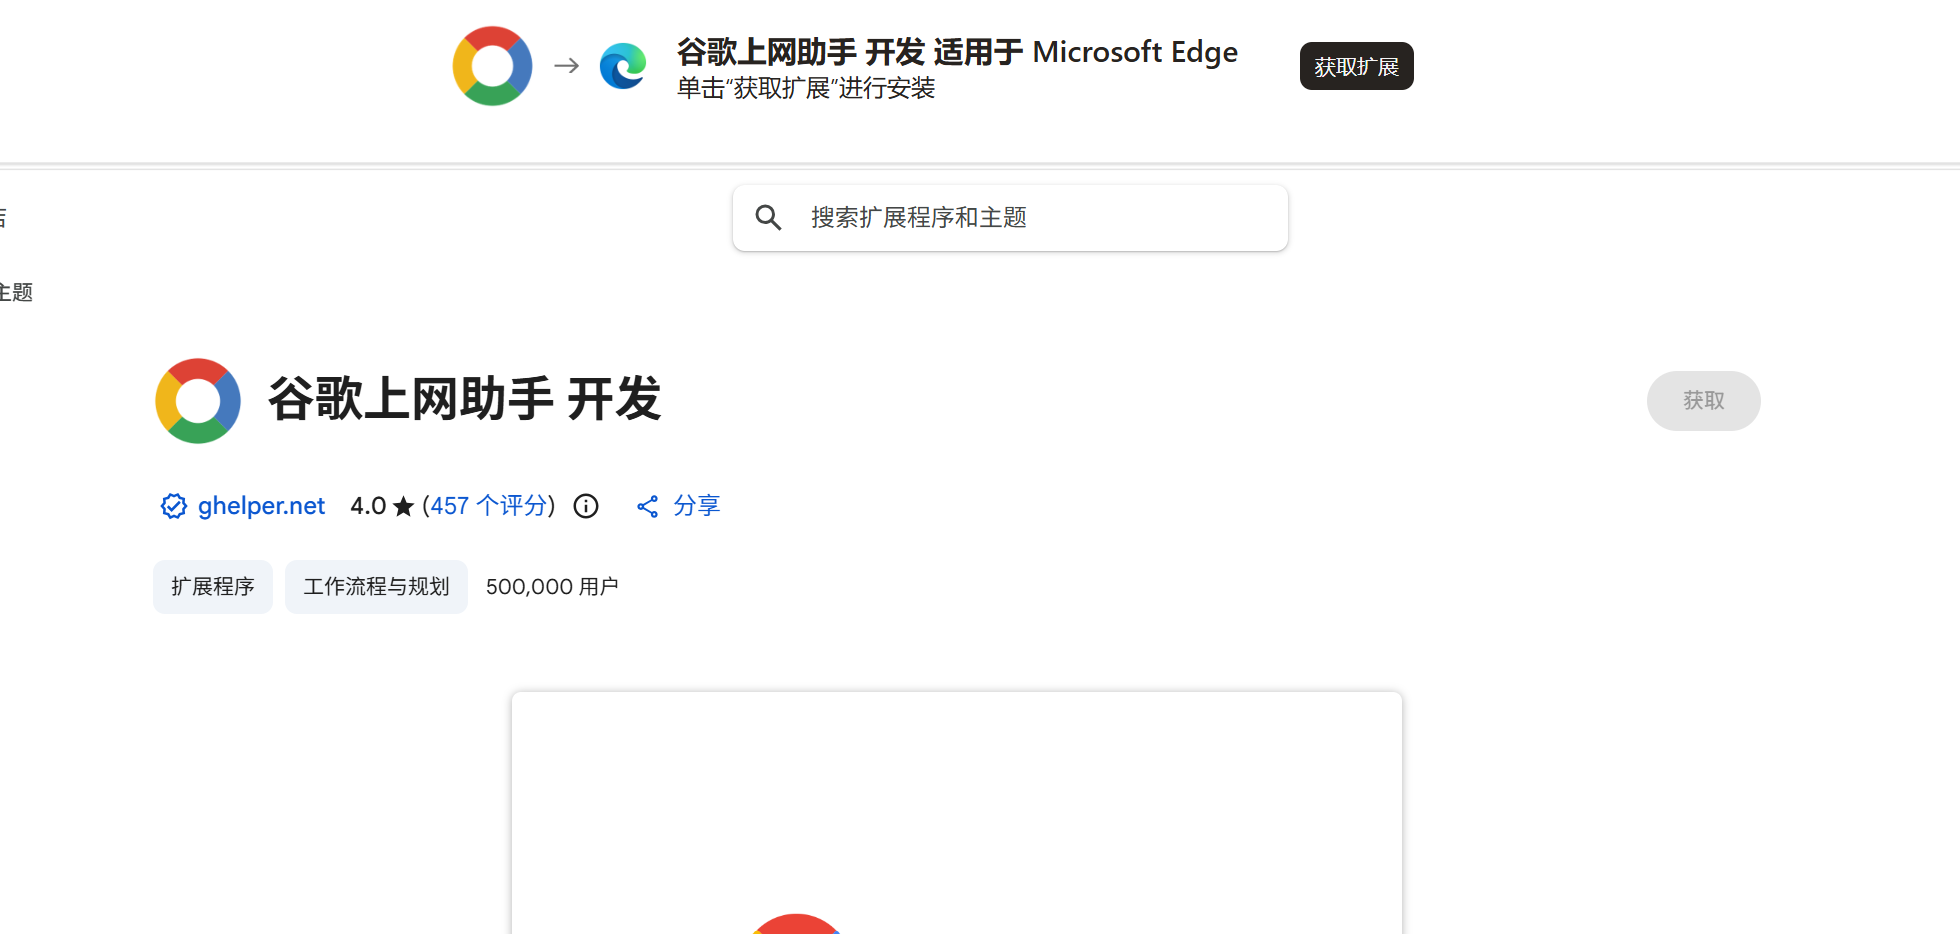 谷歌上网助手 开发 适用于 Microsoft Edge
单击“获取扩展”进行安装
获取扩展
搜索扩展程序和主题
主题
谷歌上网助手 开发
获取
ghelper.net 4.0★ (457 个评分) 分享
扩展程序 工作流程与规划 500,000 用户